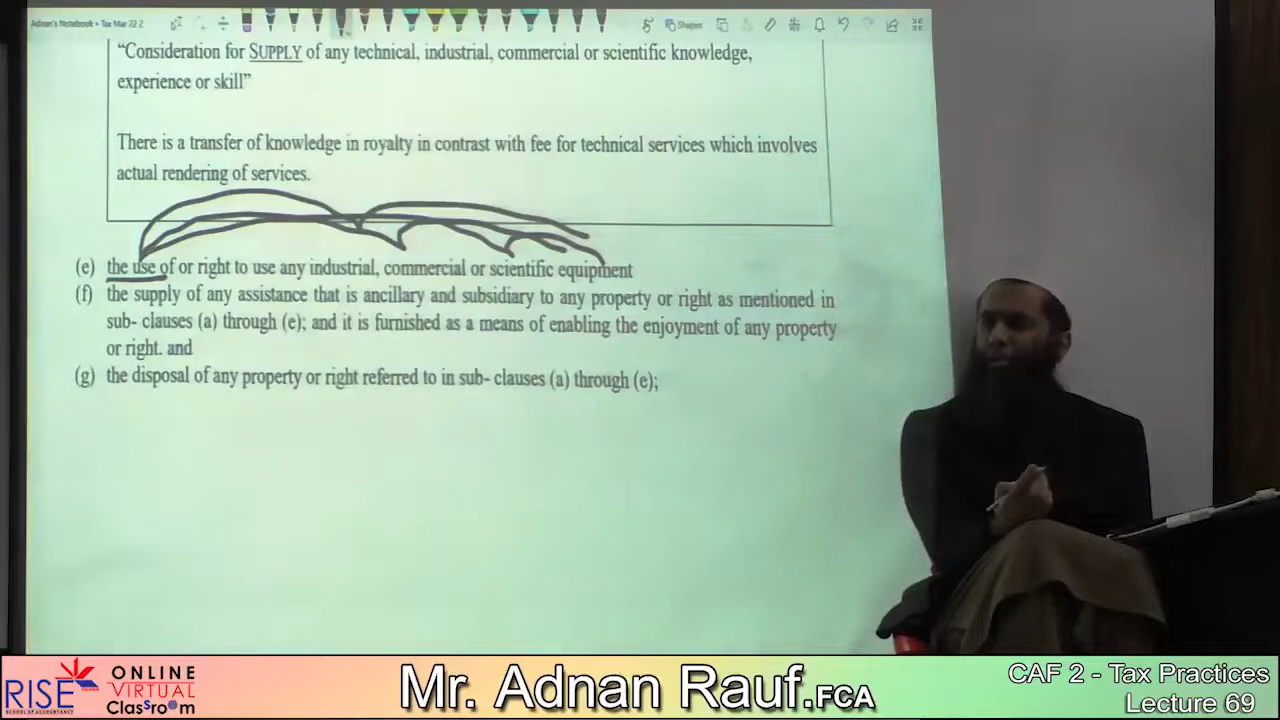 Adnan's Notebook • Tax Mar 22 2
Shapes
“Consideration for SUPPLY of any technical, industrial, commercial or scientific knowledge,
experience or skill”
There is a transfer of knowledge in royalty in contrast with fee for technical services which involves
actual rendering of services.
(e) the use of or right to use any industrial, commercial or scientific equipment
(f) the supply of any assistance that is ancillary and subsidiary to any property or right as mentioned in
sub- clauses (a) through (e); and it is furnished as a means of enabling the enjoyment of any property
or right. and
(g) the disposal of any property or right referred to in sub- clauses (a) through (e);
RISE
SCHOOL OF ACCOUNTANCY
ONLINE
VIRTUAL
ClasSro@m
Mr. Adnan Rauf.FCA
CAF 2 - Tax Practices
Lecture 69